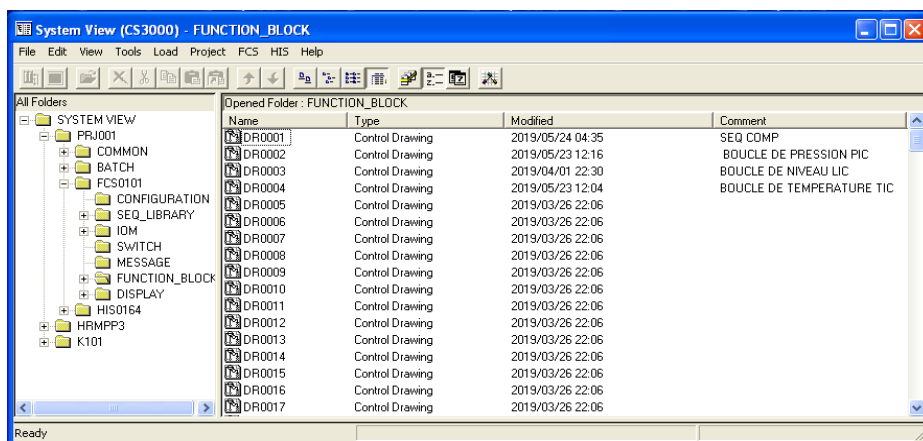 System View (CS3000) - FUNCTION_BLOCK
File Edit View Tools Load Project FCS HIS Help
All Folders
SYSTEM VIEW
PRJ001
COMMON
BATCH
FCS0101
CONFIGURATION
SEQ_LIBRARY
IOM
SWITCH
MESSAGE
FUNCTION_BLOCK
DISPLAY
HIS0164
HRMPP3
K101
Opened Folder : FUNCTION_BLOCK
Name Type Modified Comment
DR0001 Control Drawing 2019/05/24 04:35 SEQ COMP
DR0002 Control Drawing 2019/05/23 12:16 BOUCLE DE PRESSION PIC
DR0003 Control Drawing 2019/04/01 22:30 BOUCLE DE NIVEAU LIC
DR0004 Control Drawing 2019/05/23 12:04 BOUCLE DE TEMPERATURE TIC
DR0005 Control Drawing 2019/03/26 22:06
DR0006 Control Drawing 2019/03/26 22:06
DR0007 Control Drawing 2019/03/26 22:06
DR0008 Control Drawing 2019/03/26 22:06
DR0009 Control Drawing 2019/03/26 22:06
DR0010 Control Drawing 2019/03/26 22:06
DR0011 Control Drawing 2019/03/26 22:06
DR0012 Control Drawing 2019/03/26 22:06
DR0013 Control Drawing 2019/03/26 22:06
DR0014 Control Drawing 2019/03/26 22:06
DR0015 Control Drawing 2019/03/26 22:06
DR0016 Control Drawing 2019/03/26 22:06
DR0017 Control Drawing 2019/03/26 22:06
Ready